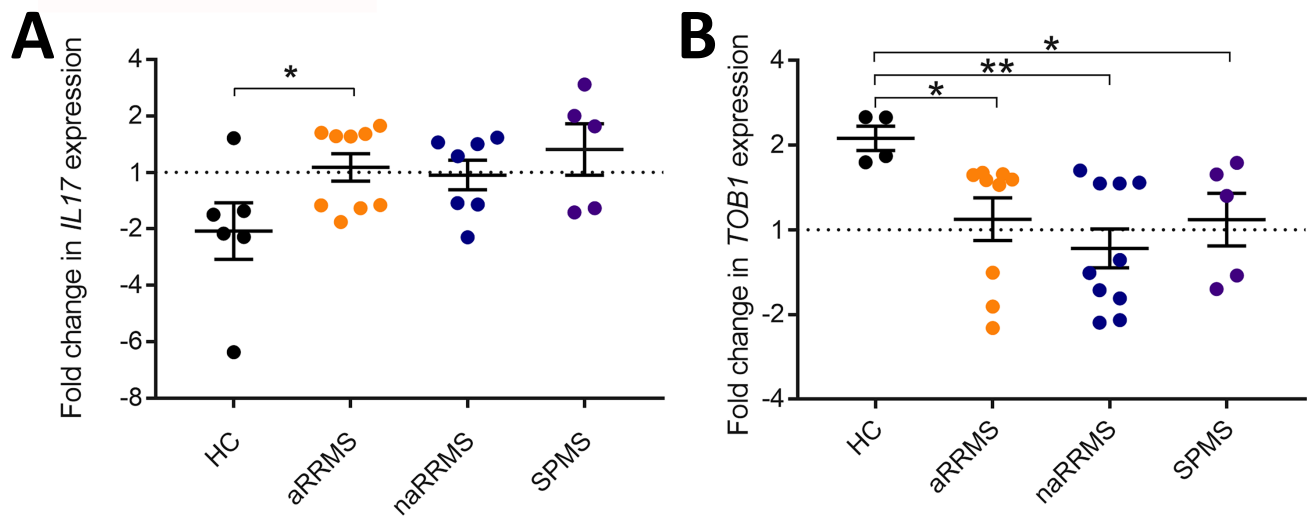 A
Fold change in IL17 expression
4
2
1
-2
-4
-6
-8
*
HC
aRRMS
naRRMS
SPMS
B
Fold change in TOB1 expression
4
2
1
-2
-4
*
**
*
HC
aRRMS
naRRMS
SPMS